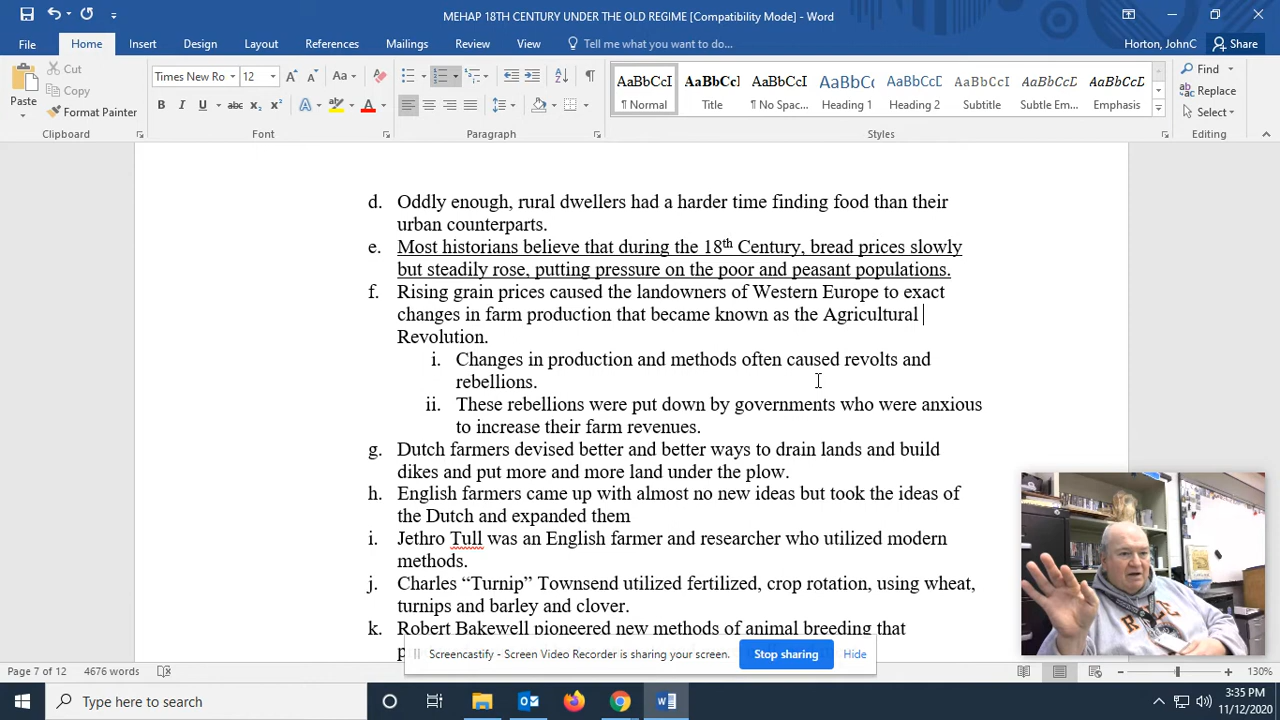 MEHAP 18TH CENTURY UNDER THE OLD REGIME [Compatibility Mode] - Word
File Home Insert Design Layout References Mailings Review View Tell me what you want to do... Horton, JohnC Share
Paste Cut Copy Format Painter
Times New Ro 12 Aa
B I U abc x₂ x² A A
AaBbCcI AaBbCcI AaBbCcI AaBbCc AaBbCcD AaBbCcD AaBbCcD AaBbCcD
¶ Normal Title ¶ No Spac... Heading 1 Heading 2 Subtitle Subtle Em... Emphasis
Find Replace Select
Clipboard Font Paragraph Styles Editing
d. Oddly enough, rural dwellers had a harder time finding food than their
urban counterparts.
e. Most historians believe that during the 18th Century, bread prices slowly
but steadily rose, putting pressure on the poor and peasant populations.
f. Rising grain prices caused the landowners of Western Europe to exact
changes in farm production that became known as the Agricultural
Revolution.
i. Changes in production and methods often caused revolts and
rebellions.
ii. These rebellions were put down by governments who were anxious
to increase their farm revenues.
g. Dutch farmers devised better and better ways to drain lands and build
dikes and put more and more land under the plow.
h. English farmers came up with almost no new ideas but took the ideas of
the Dutch and expanded them
i. Jethro Tull was an English farmer and researcher who utilized modern
methods.
j. Charles “Turnip” Townsend utilized fertilized, crop rotation, using wheat,
turnips and barley and clover.
k. Robert Bakewell pioneered new methods of animal breeding that
Screencastify - Screen Video Recorder is sharing your screen. Stop sharing Hide
Page 7 of 12 4676 words 130%
Type here to search
3:35 PM
11/12/2020